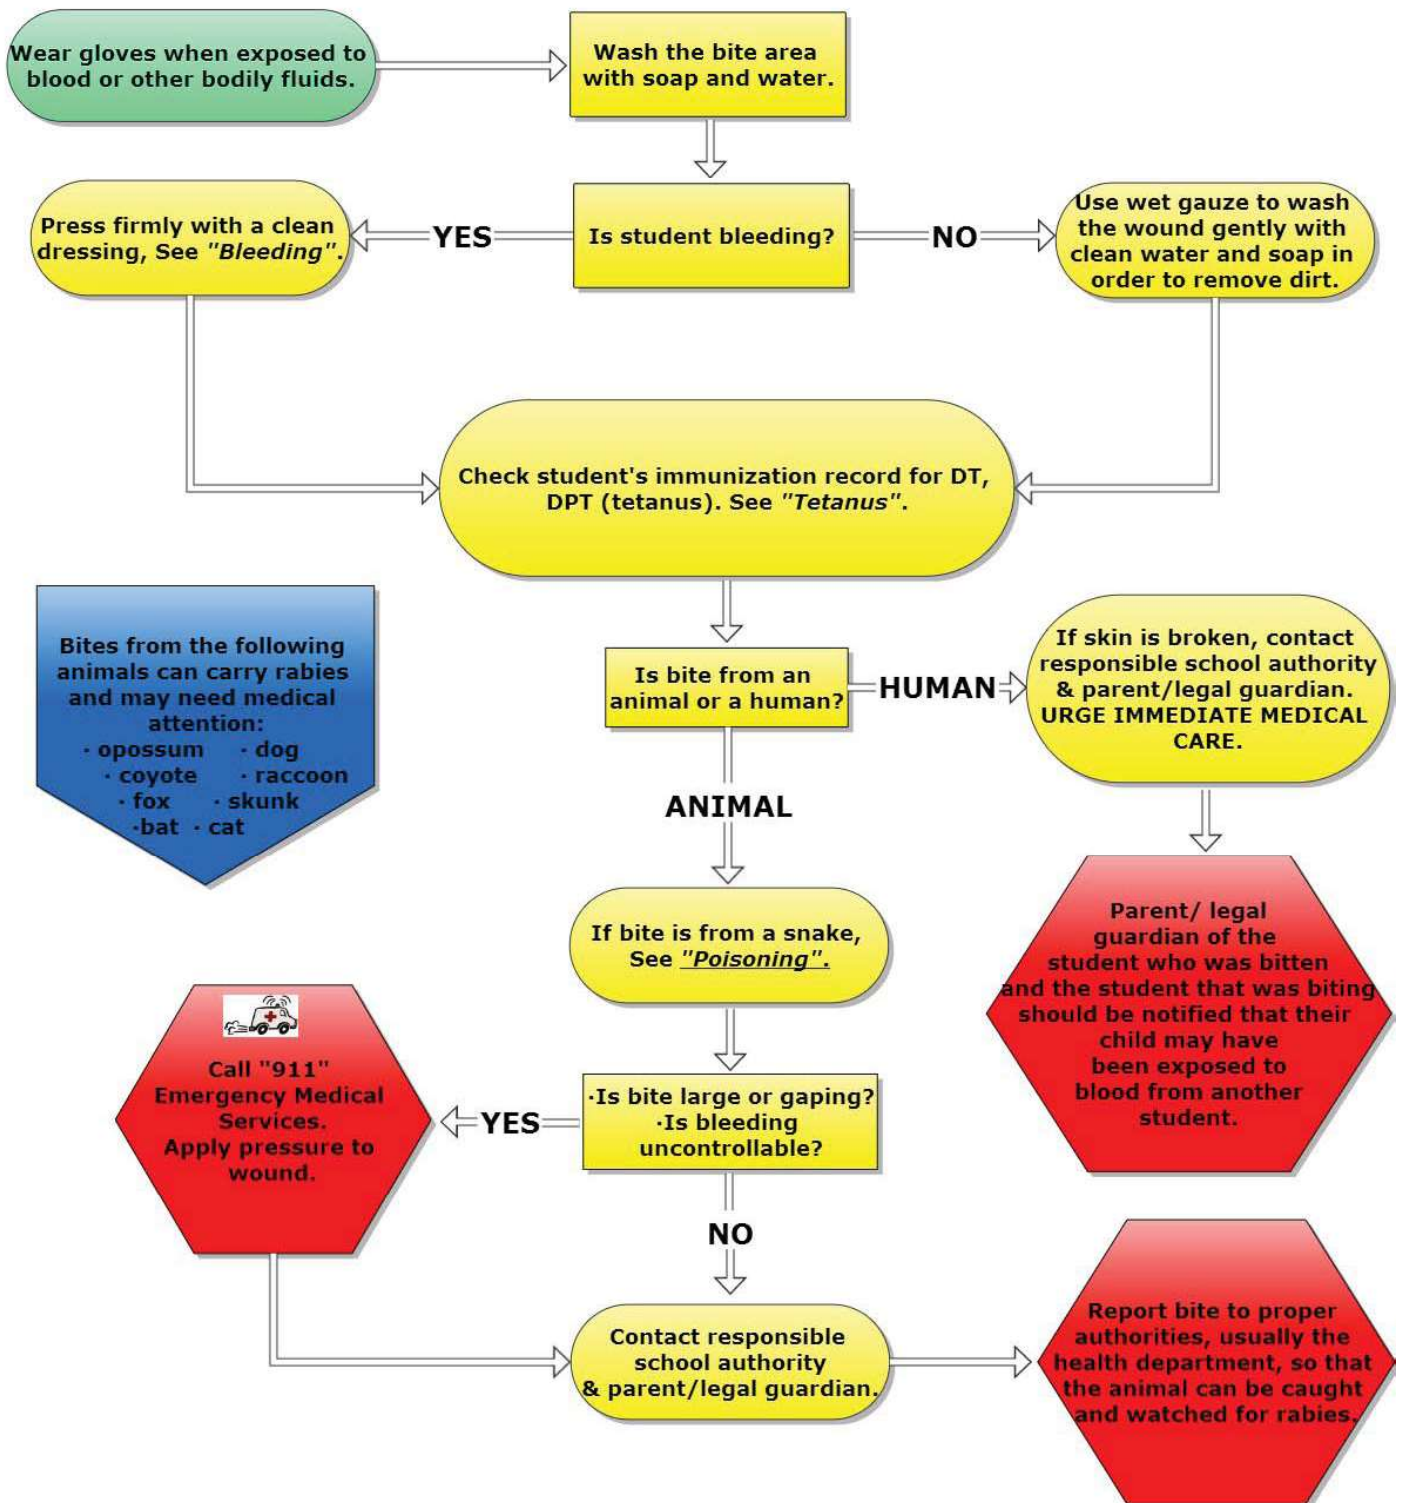 Wear gloves when exposed to
blood or other bodily fluids.
Wash the bite area
with soap and water.
Press firmly with a clean
dressing, See "Bleeding".
YES
Is student bleeding?
NO
Use wet gauze to wash
the wound gently with
clean water and soap in
order to remove dirt.
Check student's immunization record for DT,
DPT (tetanus). See "Tetanus".
Bites from the following
animals can carry rabies
and may need medical
attention:
· opossum · dog
· coyote · raccoon
· fox · skunk
·bat · cat
Is bite from an
animal or a human?
HUMAN
If skin is broken, contact
responsible school authority
& parent/legal guardian.
URGE IMMEDIATE MEDICAL
CARE.
ANIMAL
Parent/ legal
guardian of the
student who was bitten
and the student that was biting
should be notified that their
child may have
been exposed to
blood from another
student.
If bite is from a snake,
See "Poisoning".
Call "911"
Emergency Medical
Services.
Apply pressure to
wound.
YES
·Is bite large or gaping?
·Is bleeding
uncontrollable?
NO
Contact responsible
school authority
& parent/legal guardian.
Report bite to proper
authorities, usually the
health department, so that
the animal can be caught
and watched for rabies.